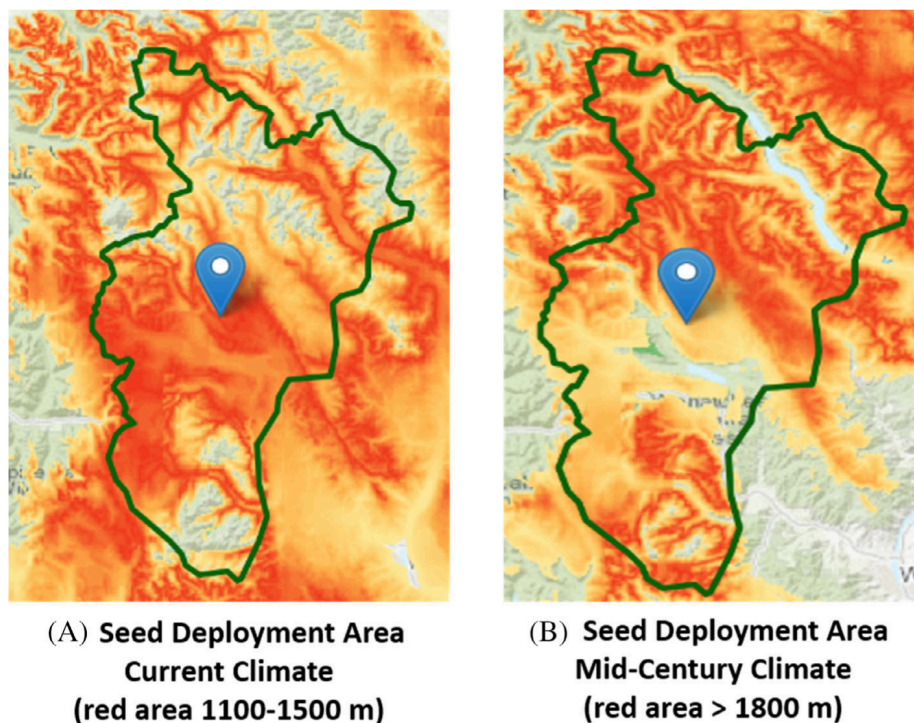 (A) Seed Deployment Area
Current Climate
(red area 1100-1500 m)
(B) Seed Deployment Area
Mid-Century Climate
(red area > 1800 m)